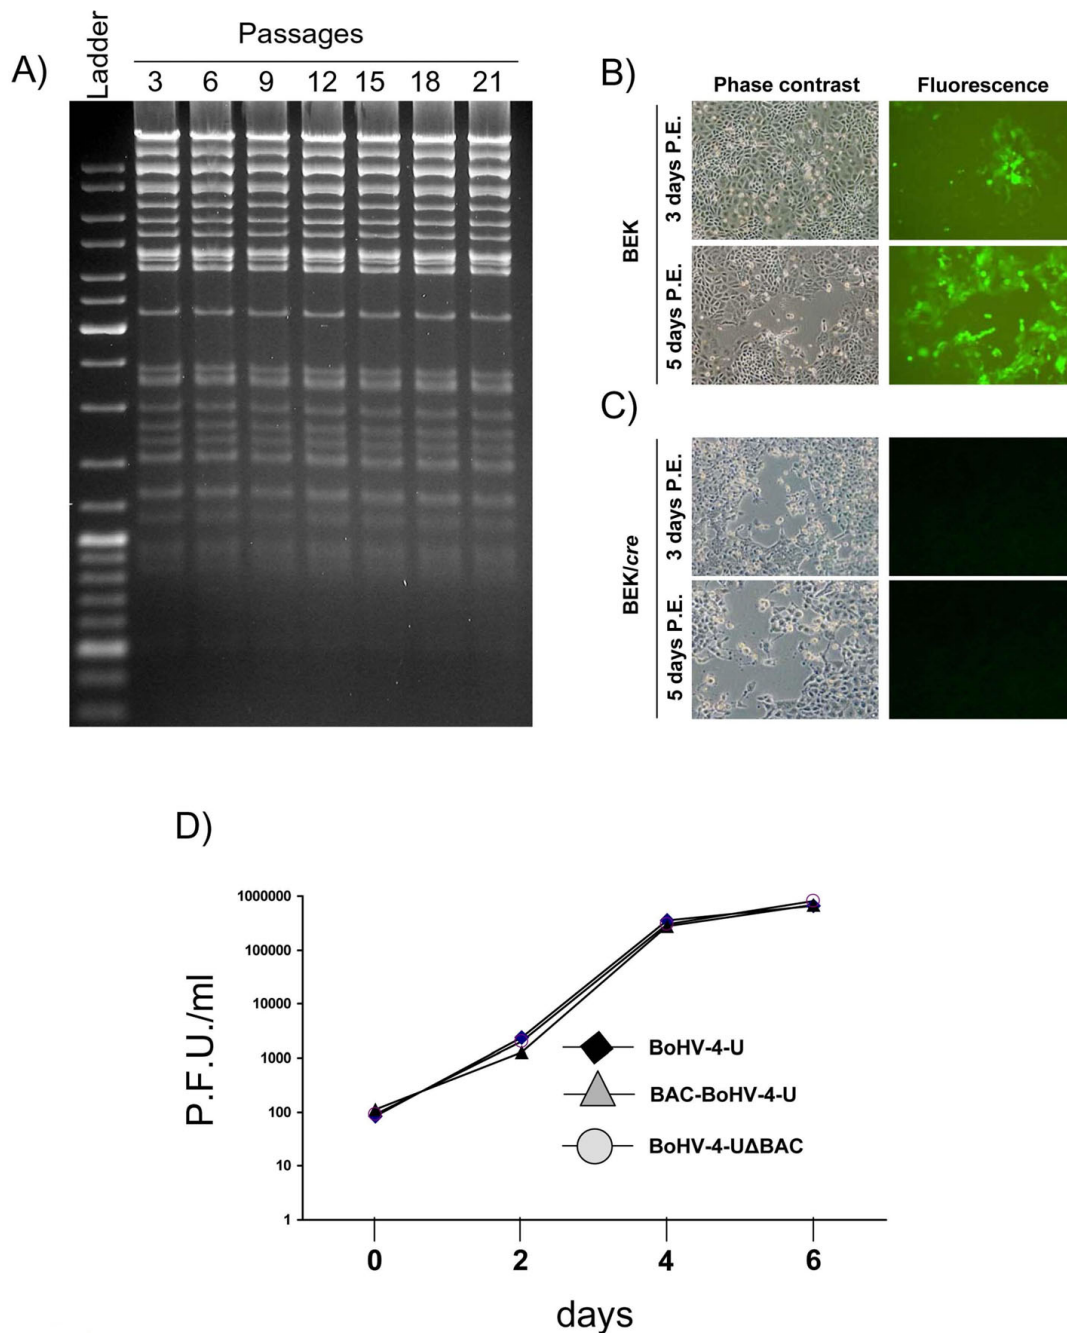 A)
Ladder
Passages
3 6 9 12 15 18 21
B)
Phase contrast Fluorescence
BEK
3 days P.E.
5 days P.E.
C)
BEK/cre
3 days P.E.
5 days P.E.
D)
P.F.U./ml
1000000
100000
10000
1000
100
10
1
BoHV-4-U
BAC-BoHV-4-U
BoHV-4-UΔBAC
0 2 4 6
days